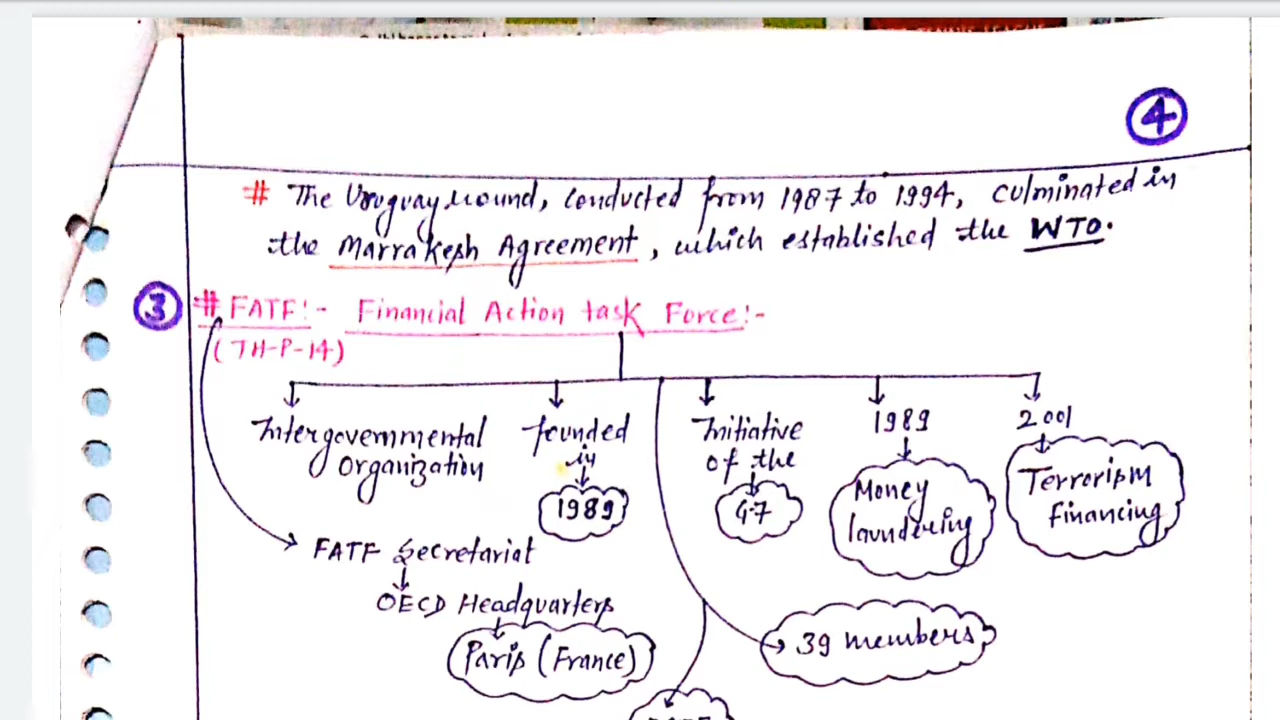 4
# The Uruguay round, conducted from 1987 to 1994, culminated in
the Marrakesh Agreement, which established the WTO.
3 # FATF:- Financial Action task Force:-
(TH-P-14)
Intergovernmental Organization
founded in 1989
Initiative of the G-7
1989 Money laundering
2001 Terrorism financing
FATF Secretariat
OECD Headquarters
Paris (France)
39 members